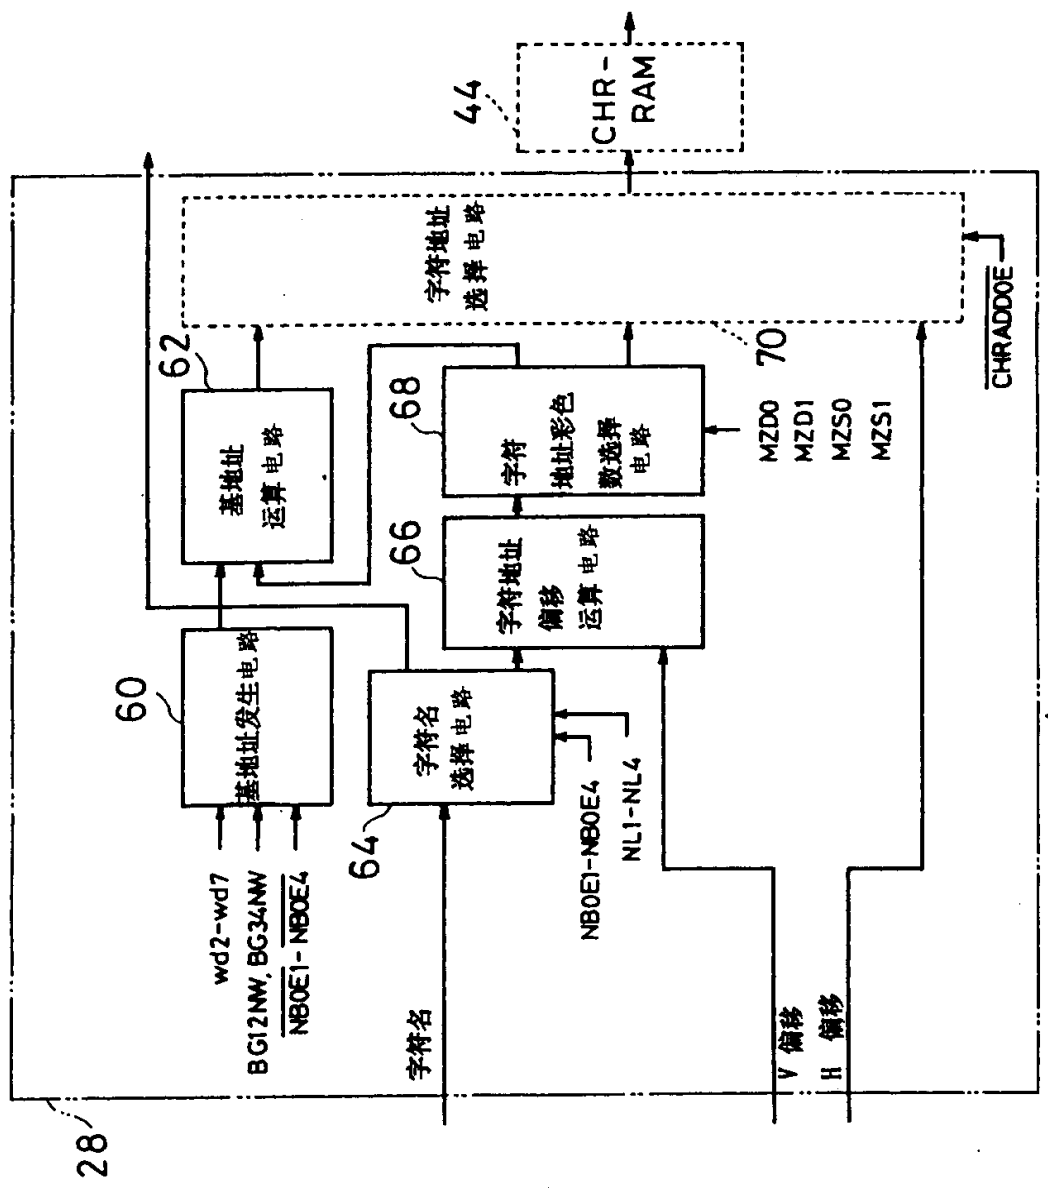 28
wd2-wd7
BG12NW, BG34NW
NBOE1-NBOE4
60
基地址发生电路
62
基地址
运算电路
字符名
64
字符名
选择电路
NBOE1-NBOE4
NL1-NL4
66
字符地址
偏移
运算电路
68
字符
地址彩色
数选择
电路
MZD0
MZD1
MZS0
MZS1
V 偏移
H 偏移
字符地址
选择电路
70
CHRADDOE
44
CHR-
RAM